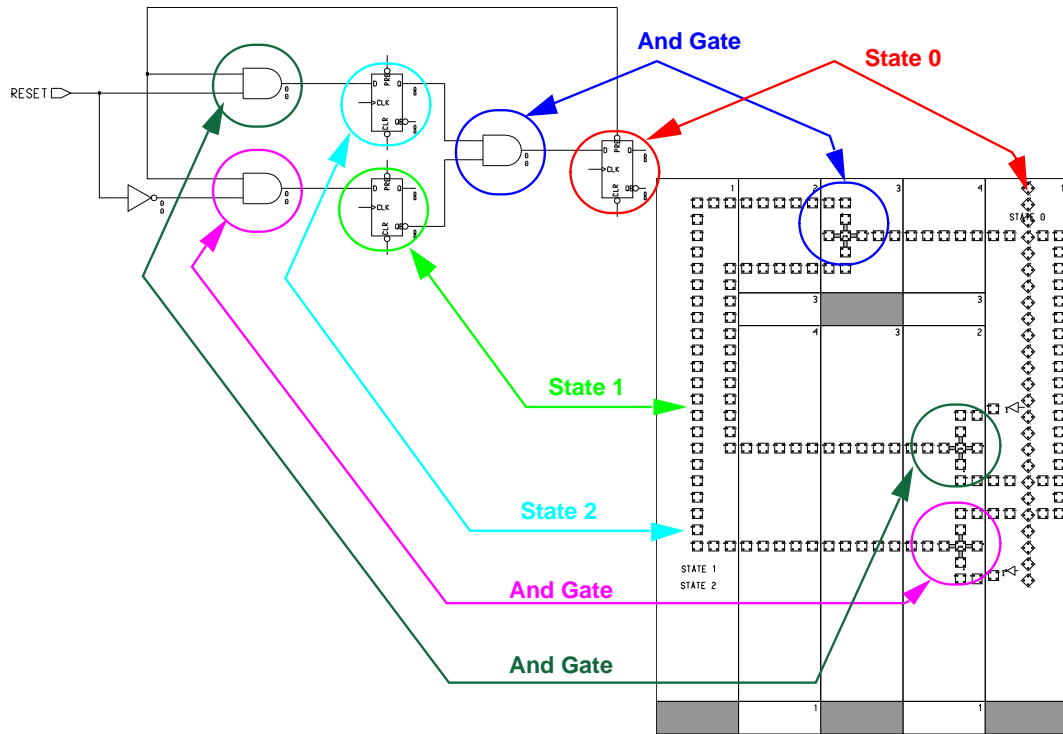 And Gate
State 0
RESET
D
PRE
Q
CLK
QB
CLR
D
PRE
Q
CLK
QB
CLR
D
PRE
Q
CLK
QB
CLR
1
2
3
4
1
STATE 0
3
3
4
3
2
State 1
State 2
STATE 1
STATE 2
And Gate
And Gate
1
1